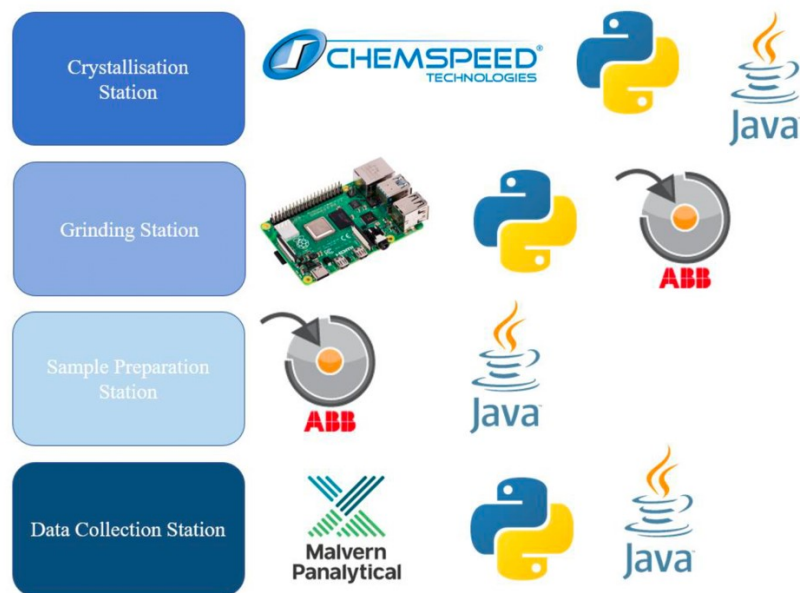 Crystallisation
Station
CHEMSPEED®
TECHNOLOGIES
Java
Grinding Station
ABB
Sample Preparation
Station
ABB
Java
Data Collection Station
Malvern
Panalytical
Java